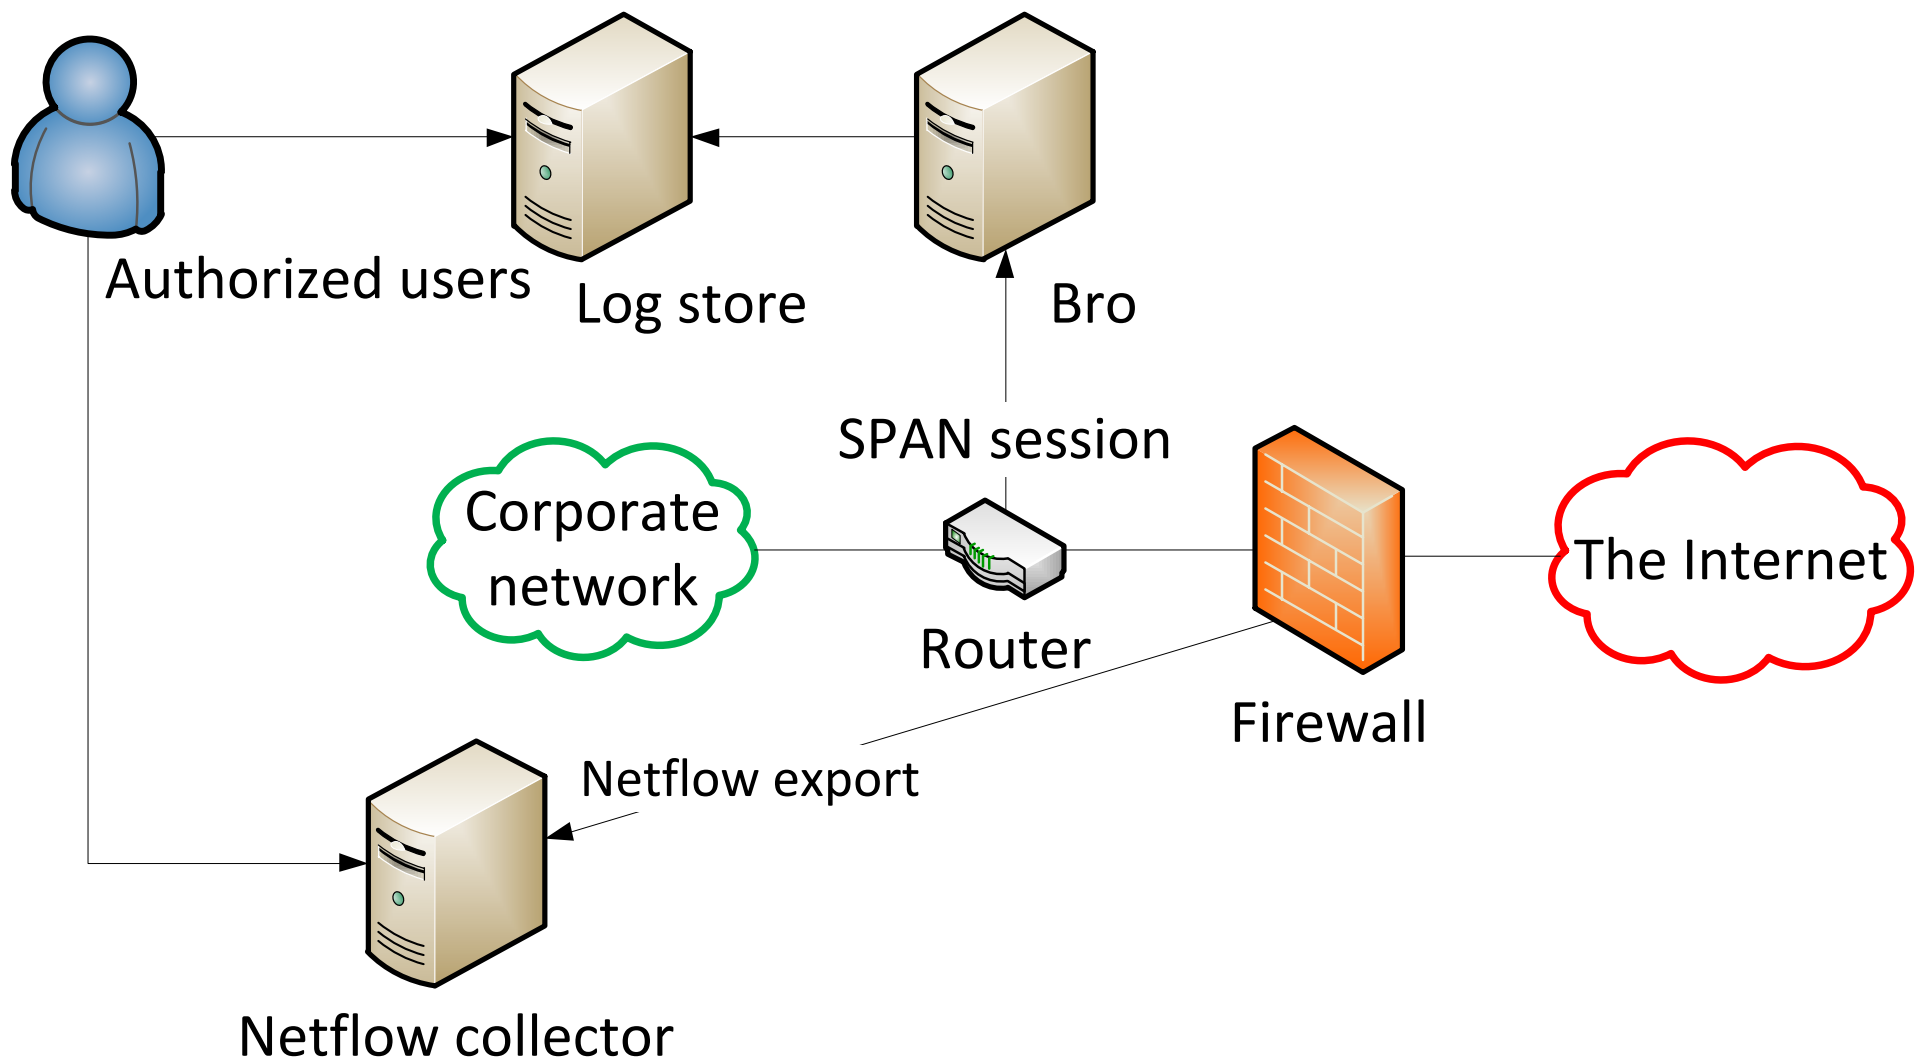 Authorized users
Log store
Bro
SPAN session
Corporate
network
The Internet
Router
Firewall
Netflow export
Netflow collector